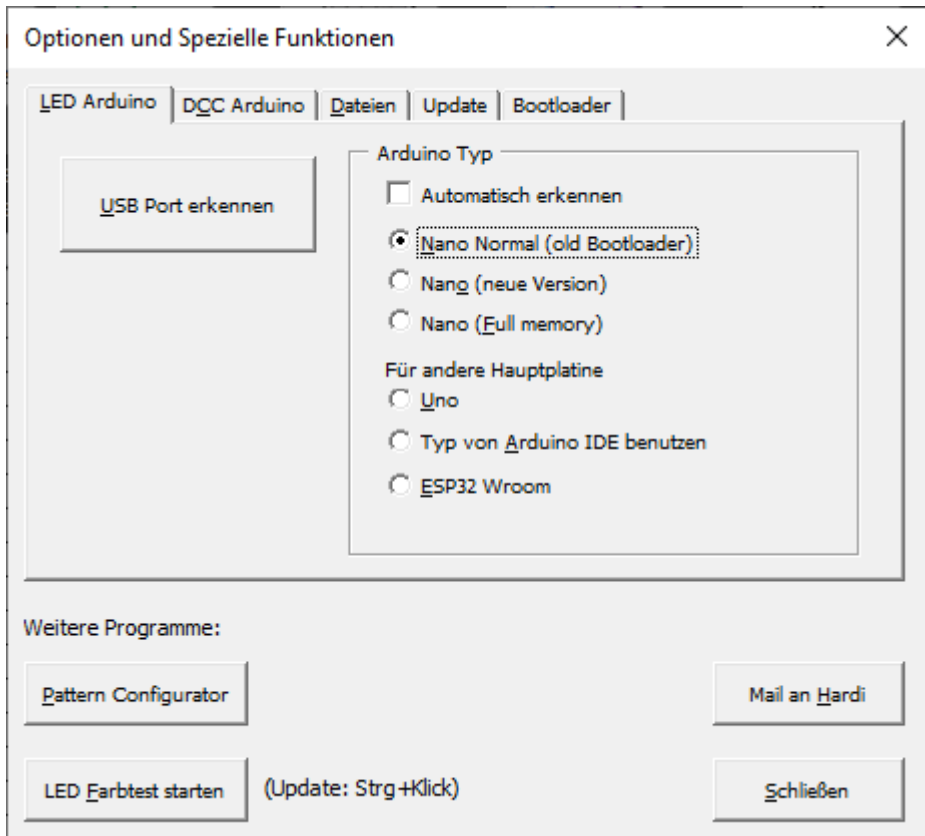 Optionen und Spezielle Funktionen
LED Arduino DCC Arduino Dateien Update Bootloader
USB Port erkennen
Arduino Typ
Automatisch erkennen
Nano Normal (old Bootloader)
Nano (neue Version)
Nano (Full memory)
Für andere Hauptplatine
Uno
Typ von Arduino IDE benutzen
ESP32 Wroom
Weitere Programme:
Pattern Configurator
Mail an Hardi
LED Farbtest starten (Update: Strg+Klick)
Schließen